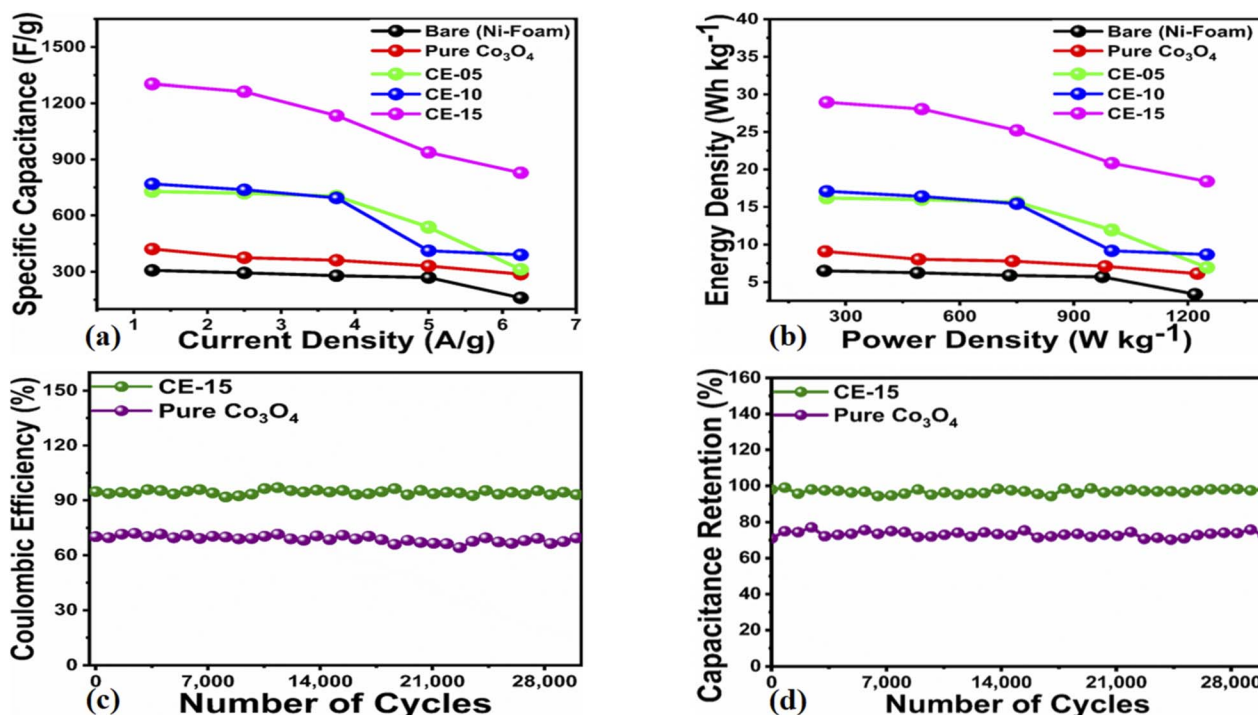 Specific Capacitance (F/g)
1500
1200
900
600
300
Bare (Ni-Foam)
Pure Co₃O₄
CE-05
CE-10
CE-15
1 2 3 4 5 6 7
(a) Current Density (A/g)
Energy Density (Wh kg⁻¹)
40
35
30
25
20
15
10
5
Bare (Ni-Foam)
Pure Co₃O₄
CE-05
CE-10
CE-15
300 600 900 1200
(b) Power Density (W kg⁻¹)
Coulombic Efficiency (%)
150
120
90
60
30
0
CE-15
Pure Co₃O₄
0 7,000 14,000 21,000 28,000
(c) Number of Cycles
Capacitance Retention (%)
160
140
120
100
80
60
40
20
0
CE-15
Pure Co₃O₄
0 7,000 14,000 21,000 28,000
(d) Number of Cycles